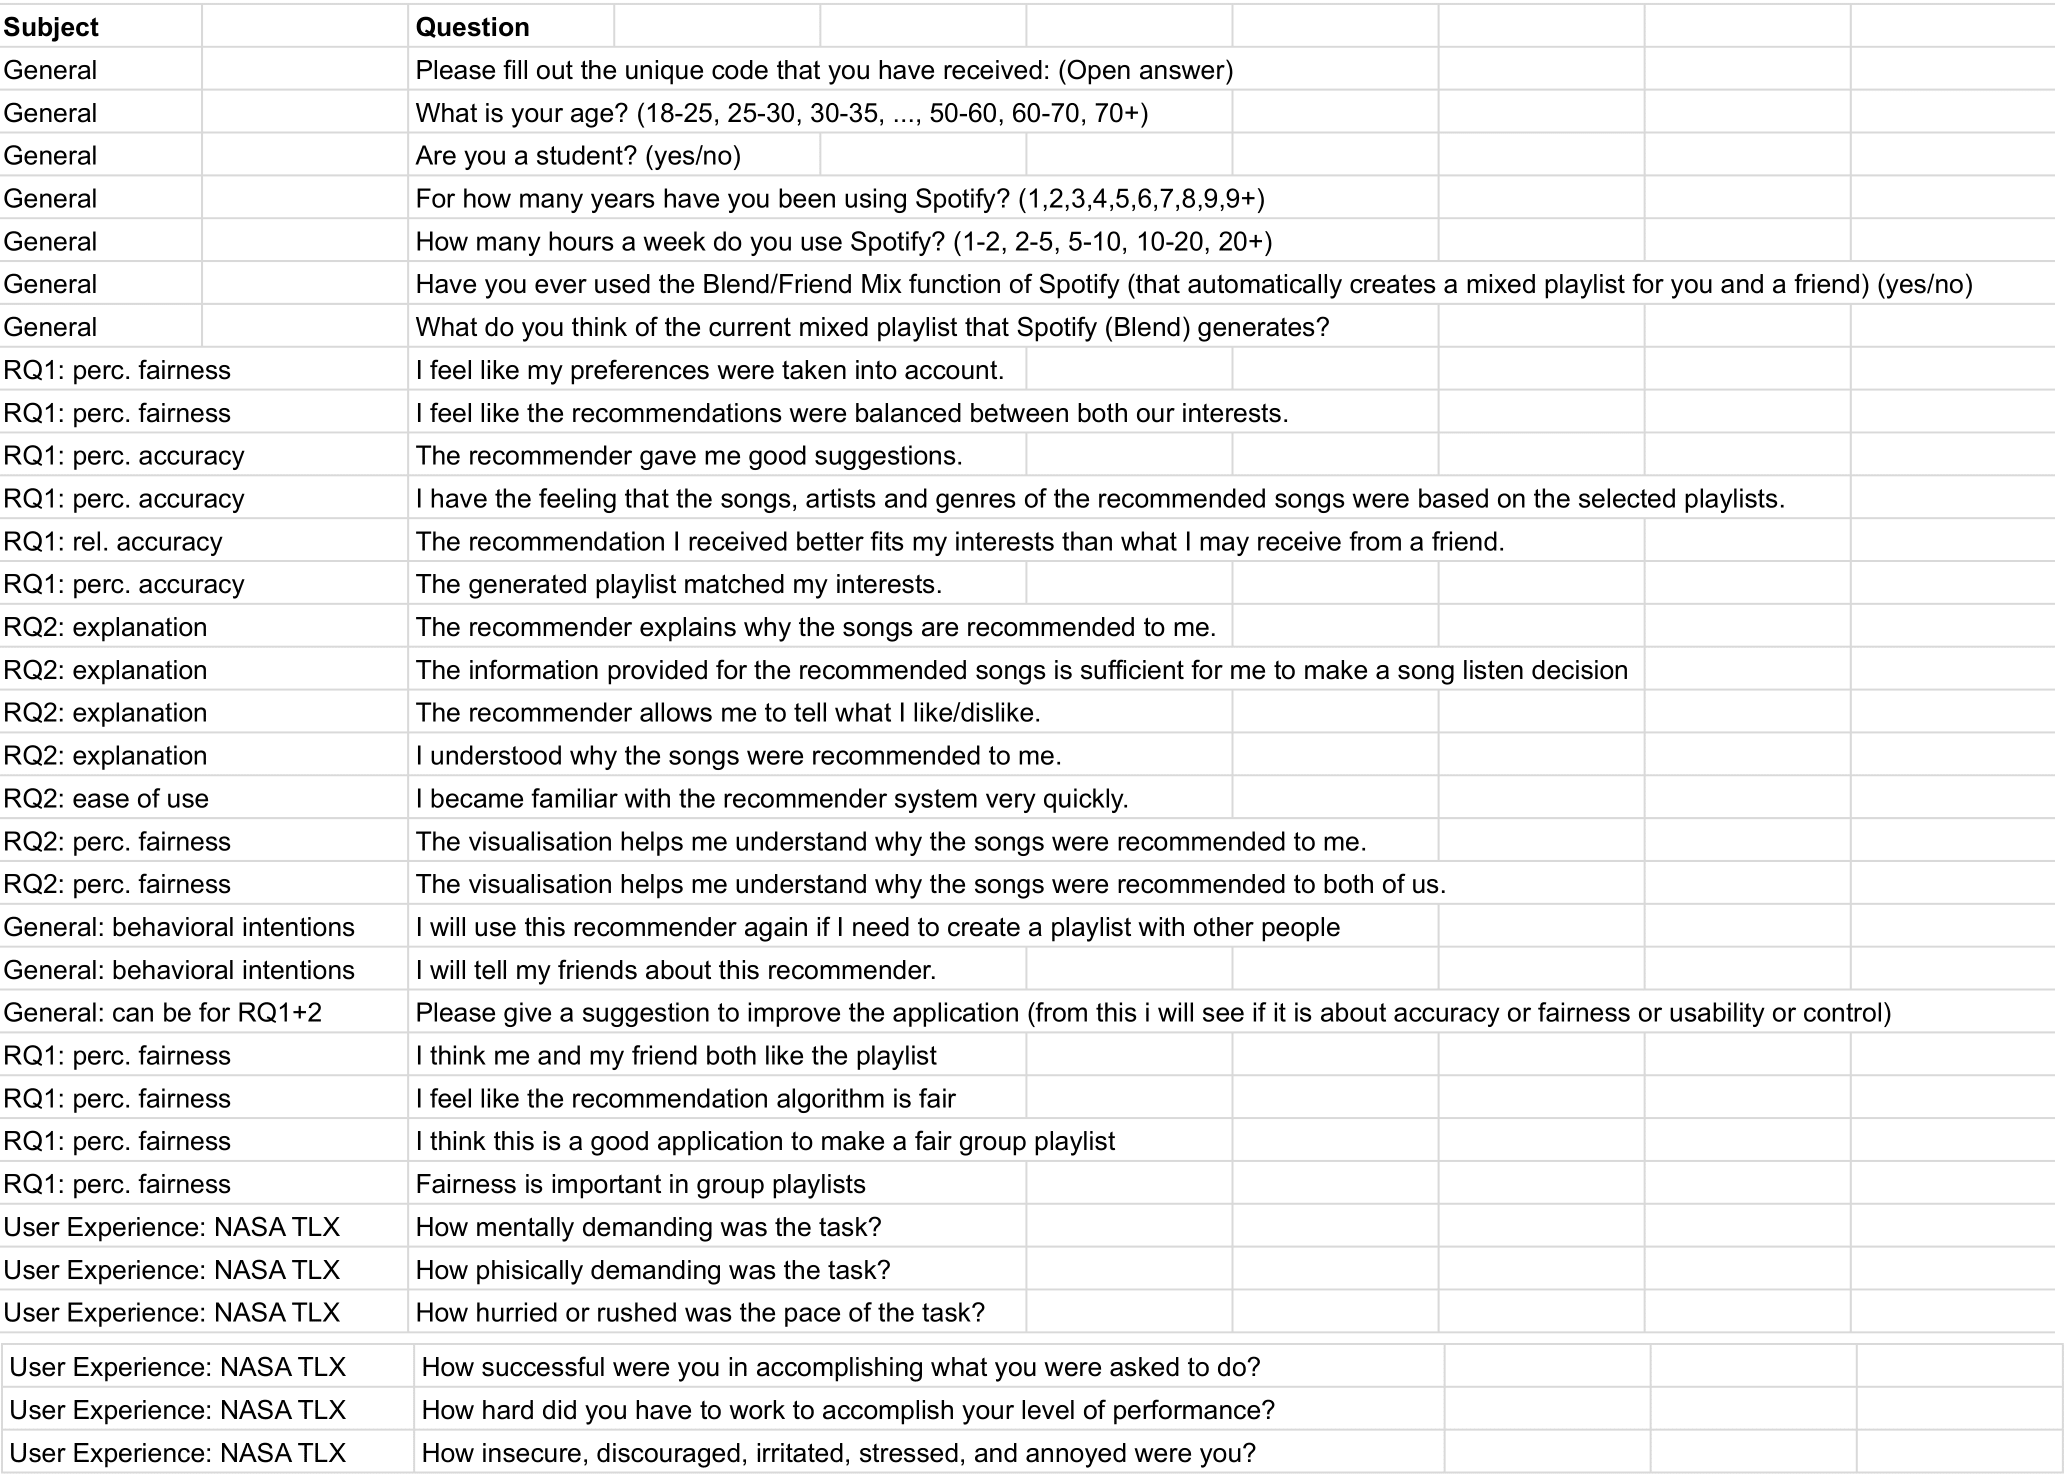 Subject Question
General Please fill out the unique code that you have received: (Open answer)
General What is your age? (18-25, 25-30, 30-35, ..., 50-60, 60-70, 70+)
General Are you a student? (yes/no)
General For how many years have you been using Spotify? (1,2,3,4,5,6,7,8,9,9+)
General How many hours a week do you use Spotify? (1-2, 2-5, 5-10, 10-20, 20+)
General Have you ever used the Blend/Friend Mix function of Spotify (that automatically creates a mixed playlist for you and a friend) (yes/no)
General What do you think of the current mixed playlist that Spotify (Blend) generates?
RQ1: perc. fairness I feel like my preferences were taken into account.
RQ1: perc. fairness I feel like the recommendations were balanced between both our interests.
RQ1: perc. accuracy The recommender gave me good suggestions.
RQ1: perc. accuracy I have the feeling that the songs, artists and genres of the recommended songs were based on the selected playlists.
RQ1: rel. accuracy The recommendation I received better fits my interests than what I may receive from a friend.
RQ1: perc. accuracy The generated playlist matched my interests.
RQ2: explanation The recommender explains why the songs are recommended to me.
RQ2: explanation The information provided for the recommended songs is sufficient for me to make a song listen decision
RQ2: explanation The recommender allows me to tell what I like/dislike.
RQ2: explanation I understood why the songs were recommended to me.
RQ2: ease of use I became familiar with the recommender system very quickly.
RQ2: perc. fairness The visualisation helps me understand why the songs were recommended to me.
RQ2: perc. fairness The visualisation helps me understand why the songs were recommended to both of us.
General: behavioral intentions I will use this recommender again if I need to create a playlist with other people
General: behavioral intentions I will tell my friends about this recommender.
General: can be for RQ1+2 Please give a suggestion to improve the application (from this i will see if it is about accuracy or fairness or usability or control)
RQ1: perc. fairness I think me and my friend both like the playlist
RQ1: perc. fairness I feel like the recommendation algorithm is fair
RQ1: perc. fairness I think this is a good application to make a fair group playlist
RQ1: perc. fairness Fairness is important in group playlists
User Experience: NASA TLX How mentally demanding was the task?
User Experience: NASA TLX How phisically demanding was the task?
User Experience: NASA TLX How hurried or rushed was the pace of the task?
User Experience: NASA TLX How successful were you in accomplishing what you were asked to do?
User Experience: NASA TLX How hard did you have to work to accomplish your level of performance?
User Experience: NASA TLX How insecure, discouraged, irritated, stressed, and annoyed were you?